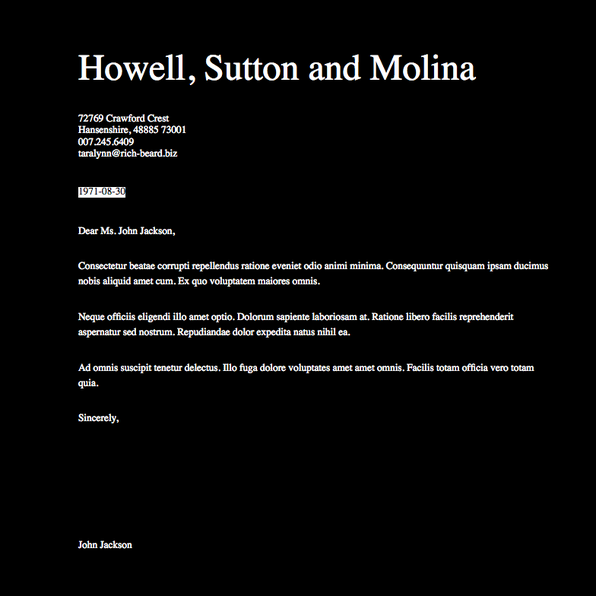 Howell, Sutton and Molina
72769 Crawford Crest
Hansenshire, 48885 73001
007.245.6409
taralynn@rich-beard.biz
1971-08-30
Dear Ms. John Jackson,
Consectetur beatae corrupti repellendus ratione eveniet odio animi minima. Consequuntur quisquam ipsam ducimus
nobis aliquid amet cum. Ex quo voluptatem maiores omnis.
Neque officiis eligendi illo amet optio. Dolorum sapiente laboriosam at. Ratione libero facilis reprehenderit
aspernatur sed nostrum. Repudiandae dolor expedita natus nihil ea.
Ad omnis suscipit tenetur delectus. Illo fuga dolore voluptates amet amet omnis. Facilis totam officia vero totam
quia.
Sincerely,
John Jackson